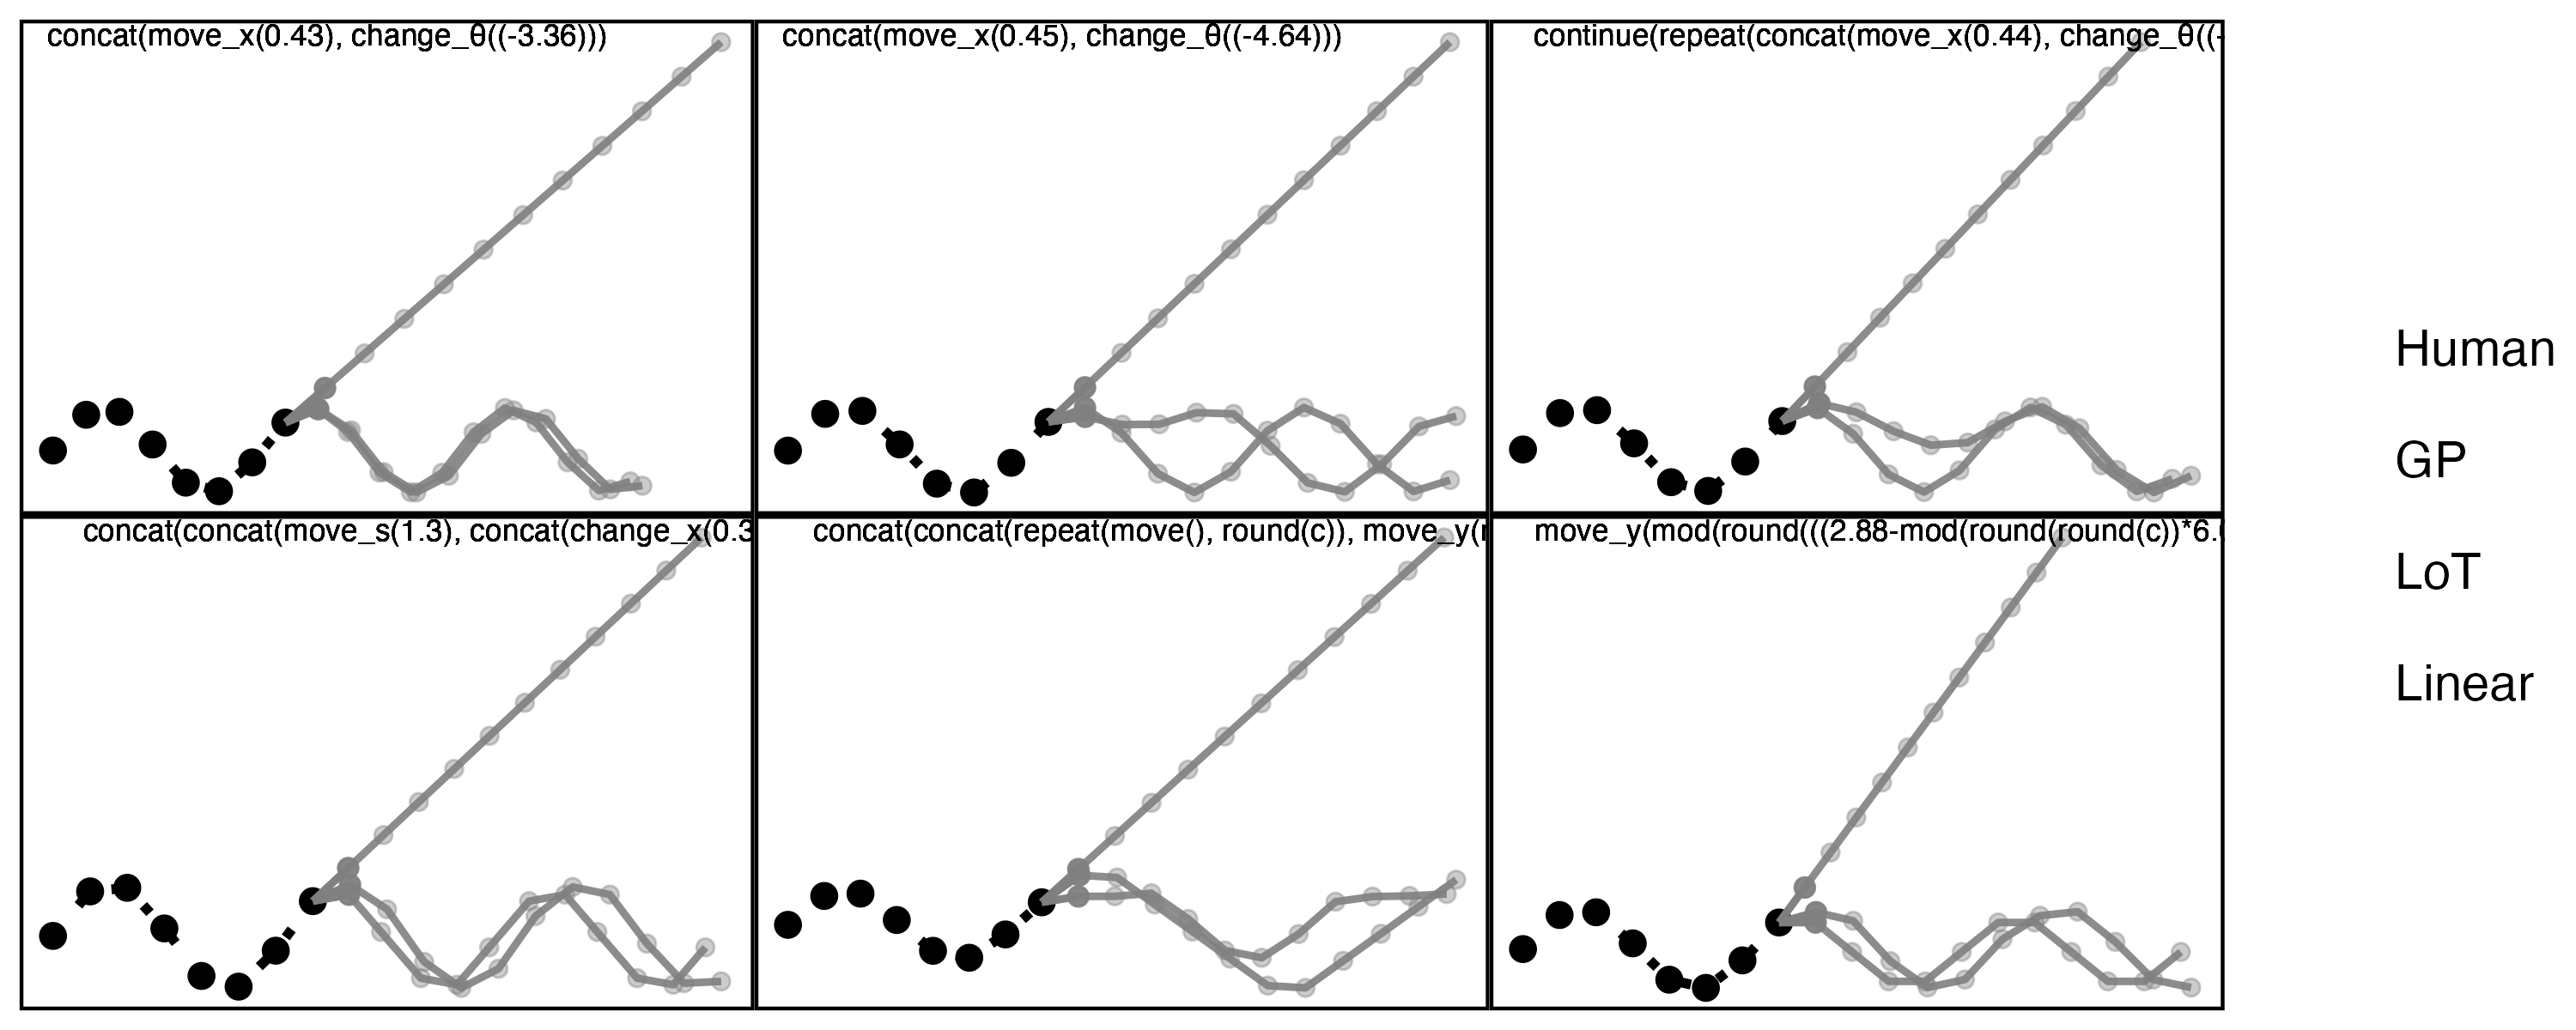 concat(move_x(0.43), change_θ((-3.36)))
concat(move_x(0.45), change_θ((-4.64)))
continue(repeat(concat(move_x(0.44), change_θ((-
concat(concat(move_s(1.3), concat(change_x(0.3
concat(concat(repeat(move(), round(c)), move_y(r
move_y(mod(round(((2.88-mod(round(round(c))*6.
Human
GP
LoT
Linear